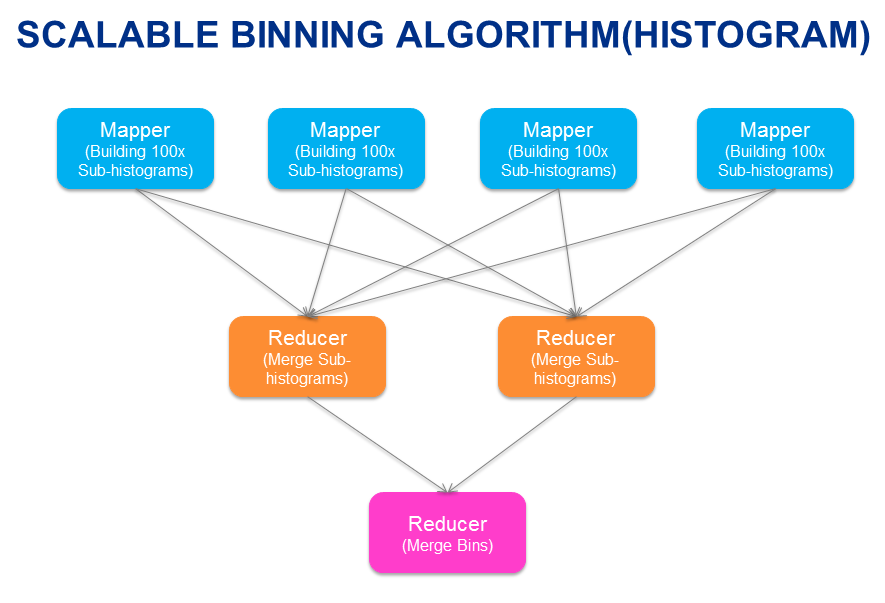 SCALABLE BINNING ALGORITHM(HISTOGRAM)
Mapper
(Building 100x
Sub-histograms)
Mapper
(Building 100x
Sub-histograms)
Mapper
(Building 100x
Sub-histograms)
Mapper
(Building 100x
Sub-histograms)
Reducer
(Merge Sub-
histograms)
Reducer
(Merge Sub-
histograms)
Reducer
(Merge Bins)